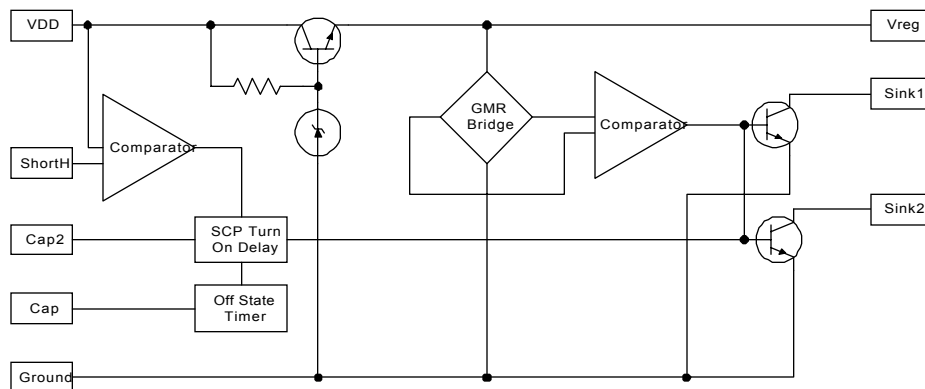 VDD
Vreg
GMR
Bridge
Sink1
Comparator
Comparator
ShortH
Sink2
SCP Turn
On Delay
Cap2
Off State
Timer
Cap
Ground